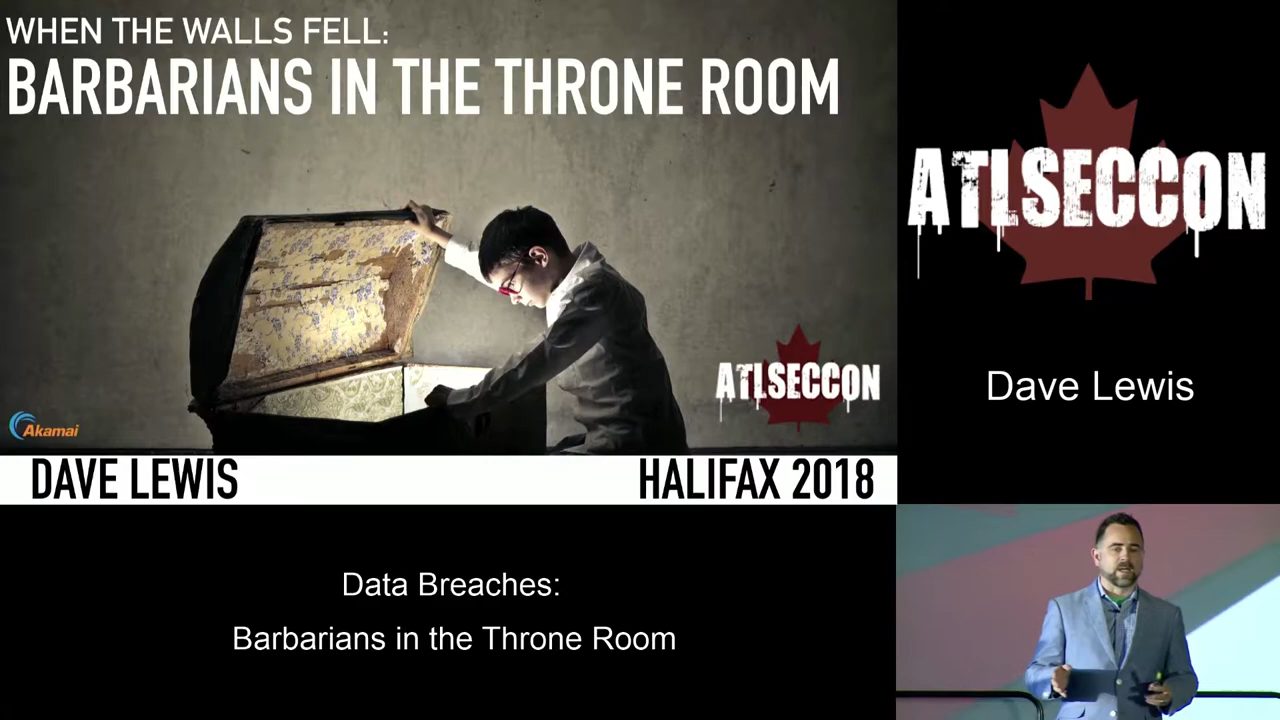 WHEN THE WALLS FELL:
BARBARIANS IN THE THRONE ROOM
ATLSECCON
Akamai
DAVE LEWIS
HALIFAX 2018
ATLSECCON
Dave Lewis
Data Breaches:
Barbarians in the Throne Room